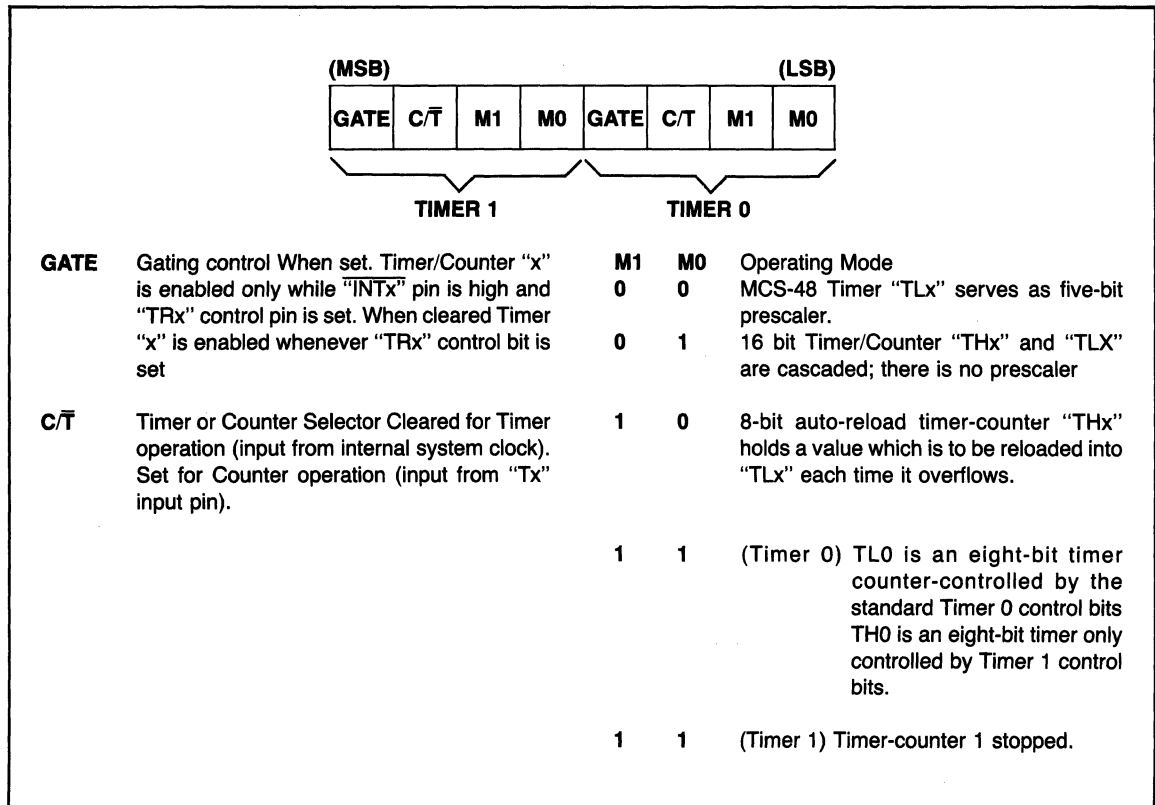 (MSB) (LSB)
GATE C/T̅ M1 M0 GATE C/T M1 M0
TIMER 1 TIMER 0
GATE Gating control When set. Timer/Counter “x”
is enabled only while “I̅N̅T̅x̅” pin is high and
“TRx” control pin is set. When cleared Timer
“x” is enabled whenever “TRx” control bit is
set
C/T̅ Timer or Counter Selector Cleared for Timer
operation (input from internal system clock).
Set for Counter operation (input from “Tx”
input pin).
M1 M0 Operating Mode
0 0 MCS-48 Timer “TLx” serves as five-bit
prescaler.
0 1 16 bit Timer/Counter “THx” and “TLX”
are cascaded; there is no prescaler
1 0 8-bit auto-reload timer-counter “THx”
holds a value which is to be reloaded into
“TLx” each time it overflows.
1 1 (Timer 0) TL0 is an eight-bit timer
counter-controlled by the
standard Timer 0 control bits
TH0 is an eight-bit timer only
controlled by Timer 1 control
bits.
1 1 (Timer 1) Timer-counter 1 stopped.